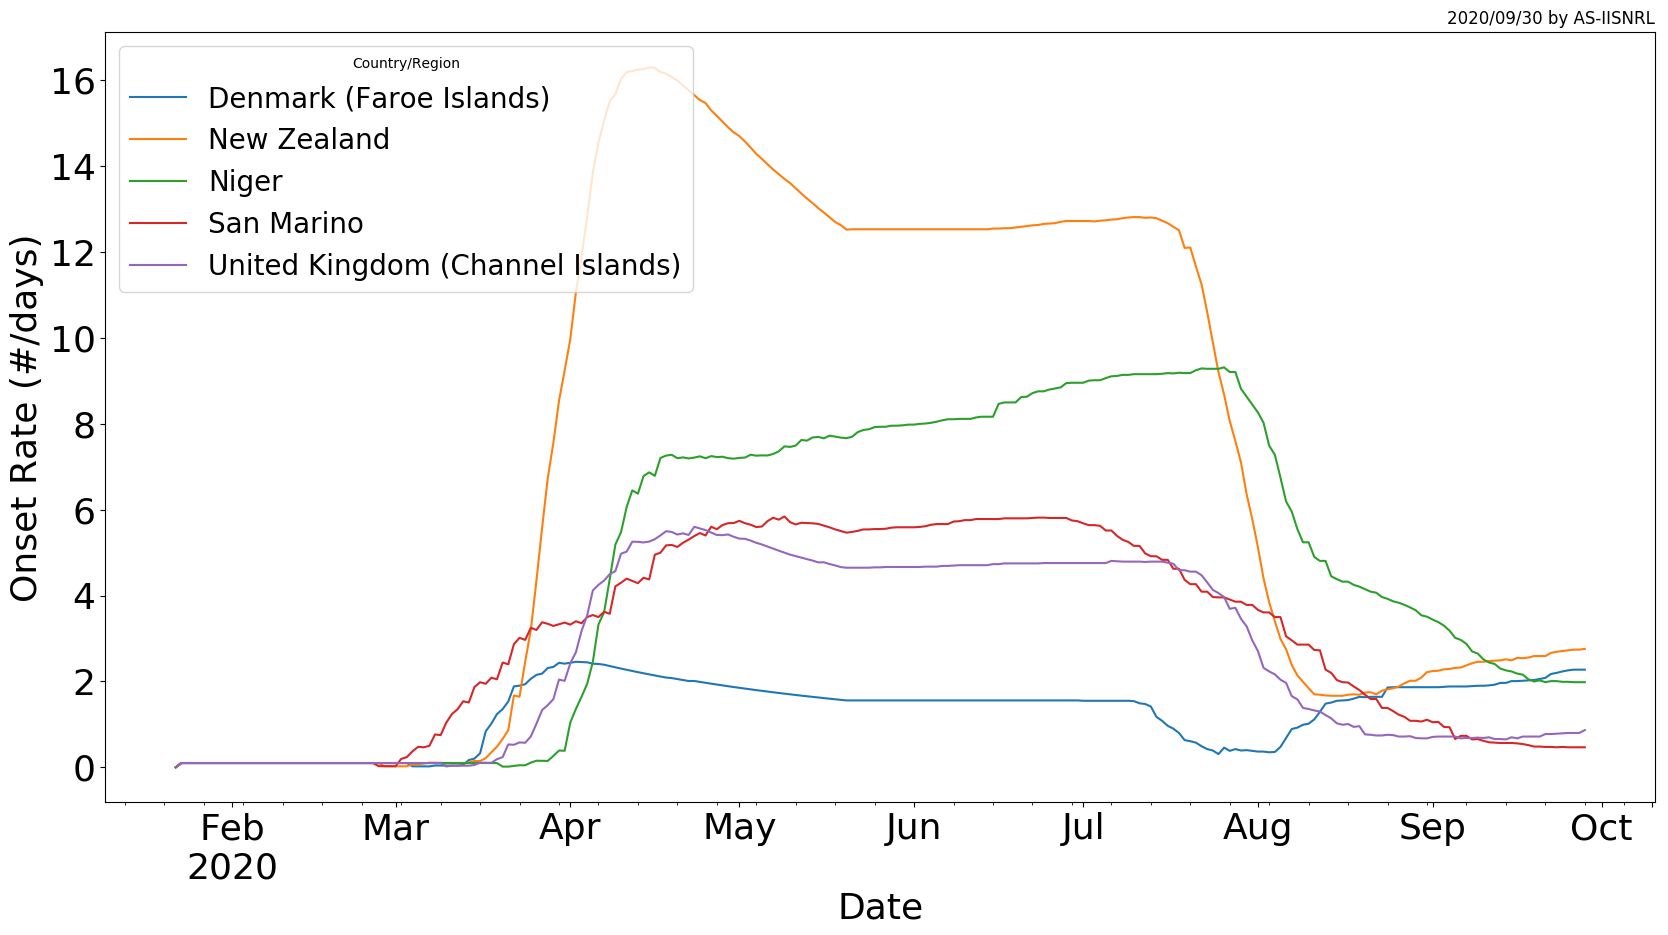 2020/09/30 by AS-IISNRL
Country/Region
Denmark (Faroe Islands)
New Zealand
Niger
San Marino
United Kingdom (Channel Islands)
Onset Rate (#/days)
16
14
12
10
8
6
4
2
0
Feb Mar Apr May Jun Jul Aug Sep Oct
2020
Date